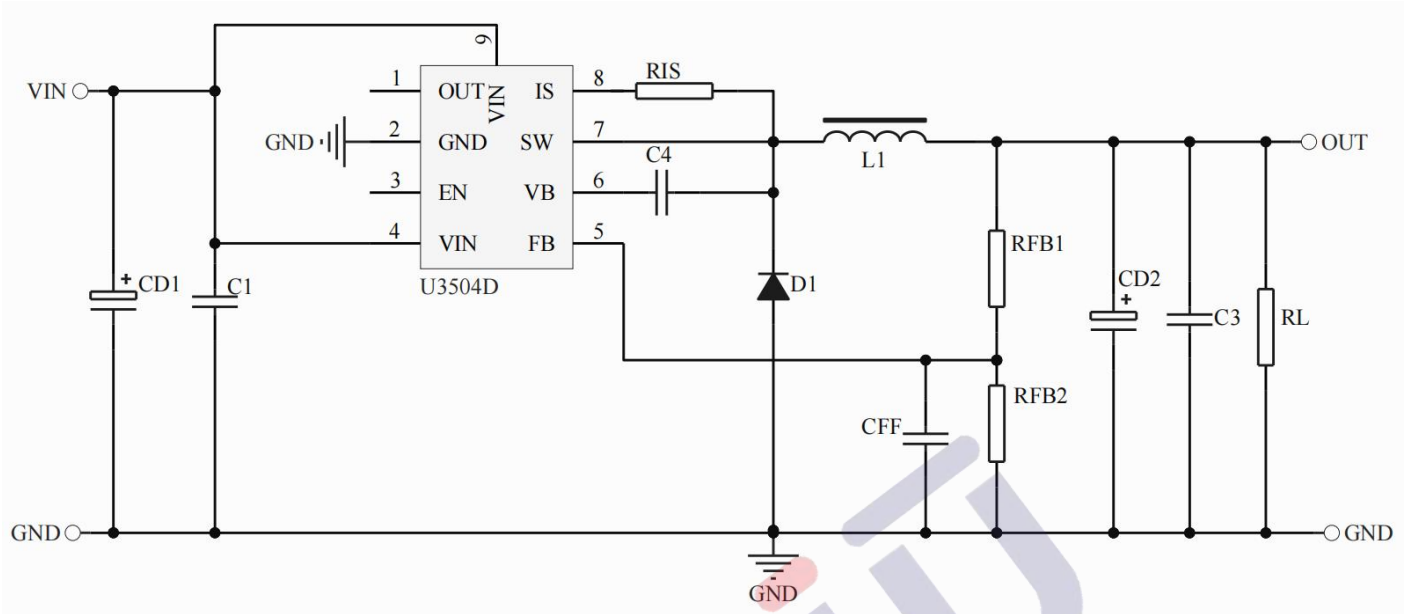 9
VIN
1
OUT
VIN
IS
8
RIS
GND
2
GND
SW
7
L1
OUT
3
EN
VB
6
C4
4
VIN
FB
5
U3504D
CD1
+
C1
D1
RFB1
CD2
+
C3
RL
RFB2
CFF
GND
GND
GND